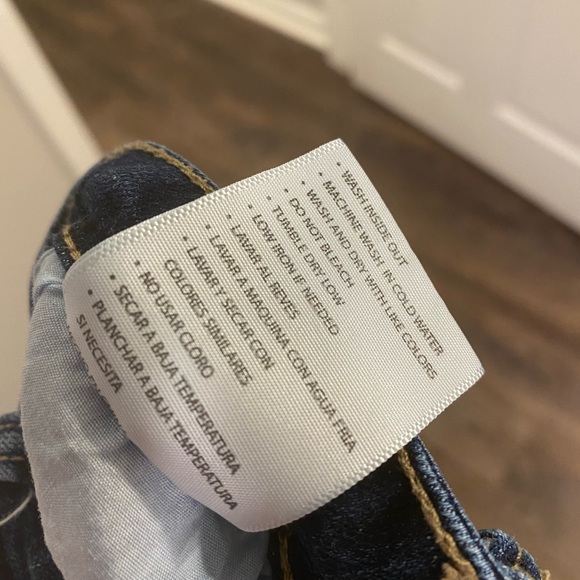 • WASH INSIDE OUT
• MACHINE WASH IN COLD WATER
• WASH AND DRY WITH LIKE COLORS
• DO NOT BLEACH
• TUMBLE DRY LOW
• LOW IRON IF NEEDED
• LAVAR AL REVES
• LAVAR A MAQUINA CON AGUA FRIA
• LAVAR Y SECAR CON
COLORES SIMILARES
• NO USAR CLORO
• SECAR A BAJA TEMPERATURA
• PLANCHAR A BAJA TEMPERATURA
SI NECESITA